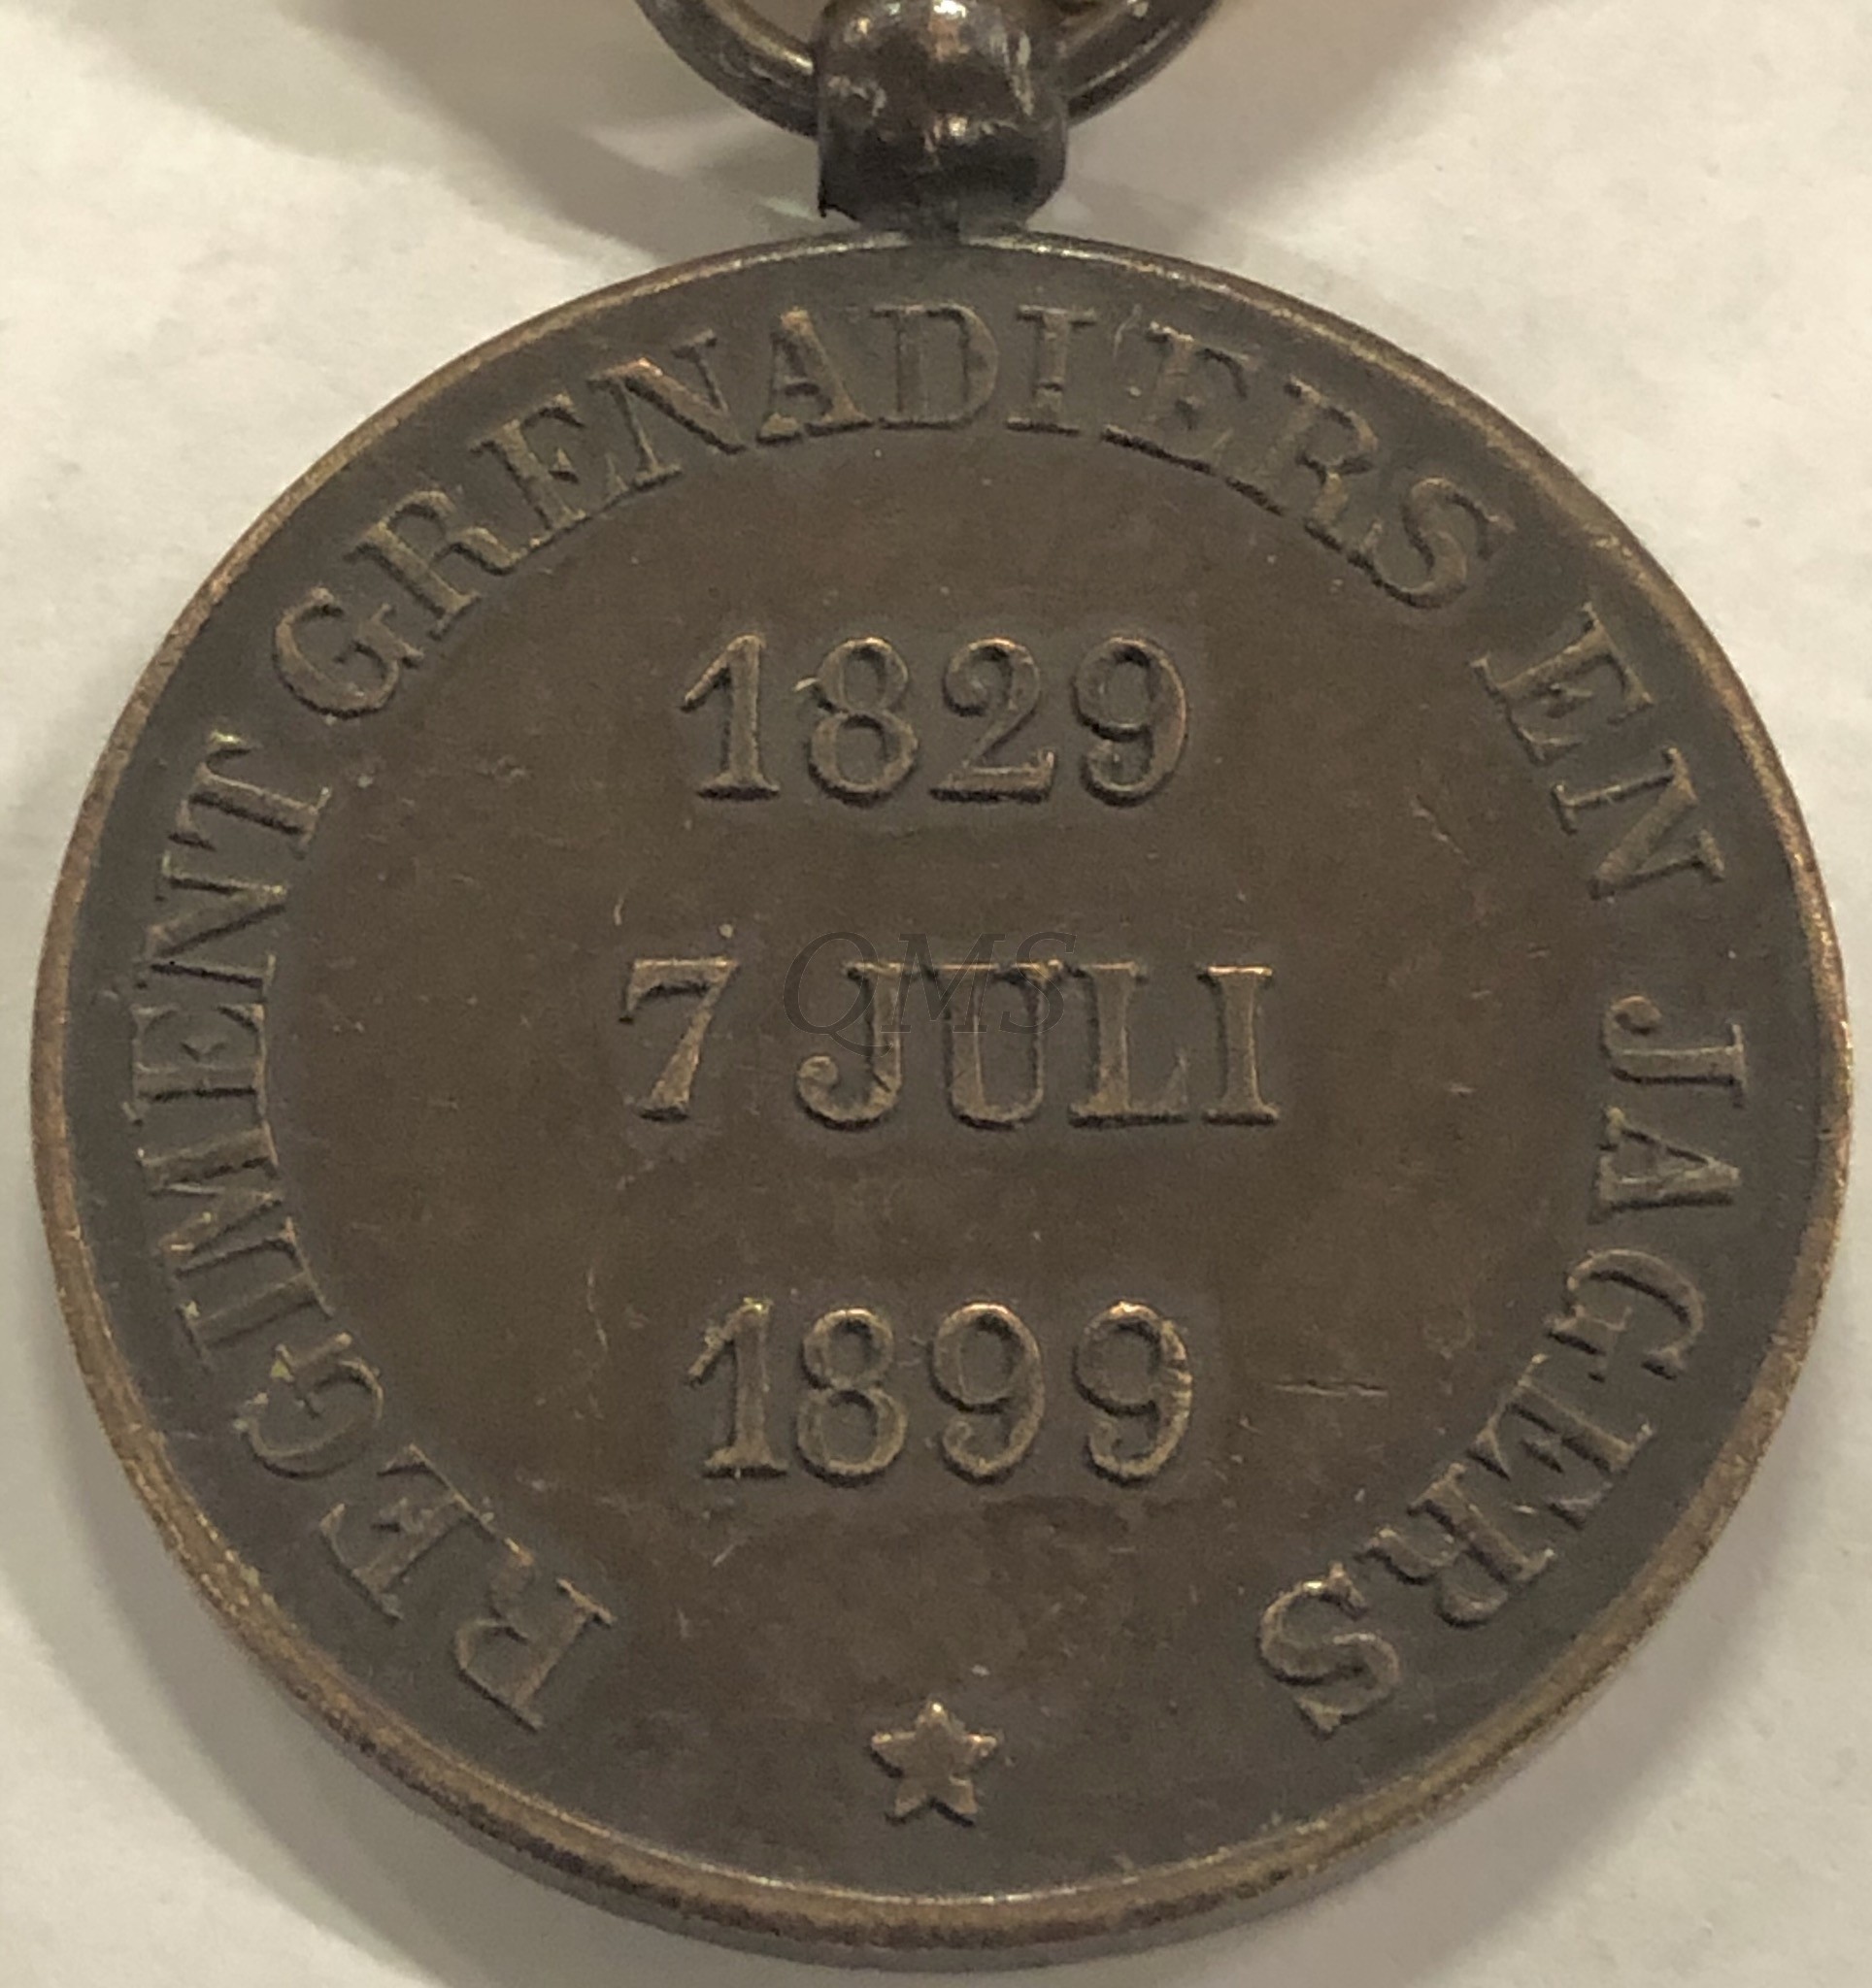 REGIMENT GRENADIERS EN JAGERS
1829
7 JULI
QMS
1899